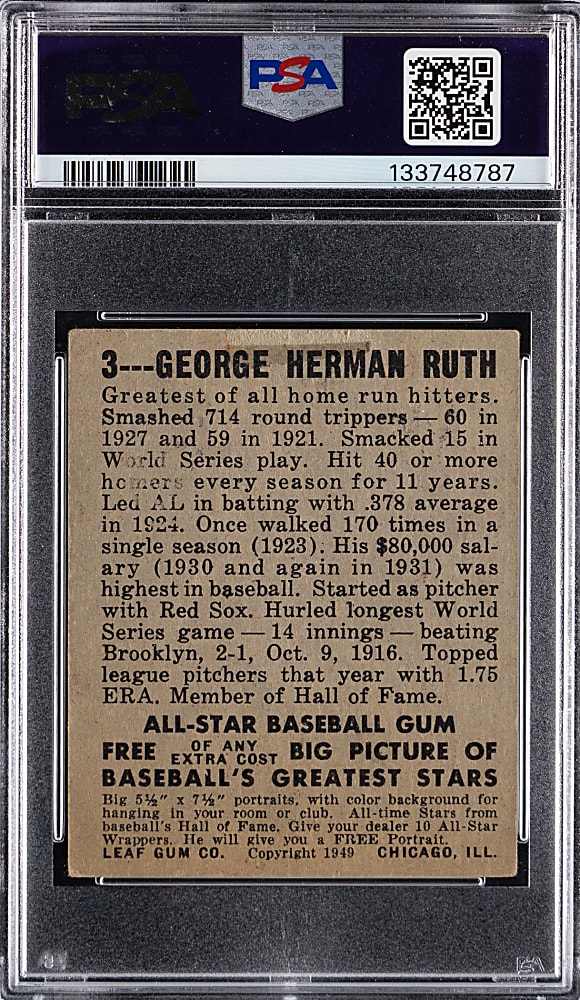 PSA
PSA
133748787
3---GEORGE HERMAN RUTH
Greatest of all home run hitters.
Smashed 714 round trippers — 60 in
1927 and 59 in 1921. Smacked 15 in
World Series play. Hit 40 or more
homers every season for 11 years.
Led AL in batting with .378 average
in 1924. Once walked 170 times in a
single season (1923). His $80,000 sal-
ary (1930 and again in 1931) was
highest in baseball. Started as pitcher
with Red Sox. Hurled longest World
Series game — 14 innings — beating
Brooklyn, 2-1, Oct. 9, 1916. Topped
league pitchers that year with 1.75
ERA. Member of Hall of Fame.
ALL-STAR BASEBALL GUM
FREE OF ANY EXTRA COST BIG PICTURE OF
BASEBALL'S GREATEST STARS
Big 5½" x 7½" portraits, with color background for
hanging in your room or club. All-time Stars from
baseball's Hall of Fame. Give your dealer 10 All-Star
Wrappers. He will give you a FREE Portrait.
LEAF GUM CO. Copyright 1949 CHICAGO, ILL.